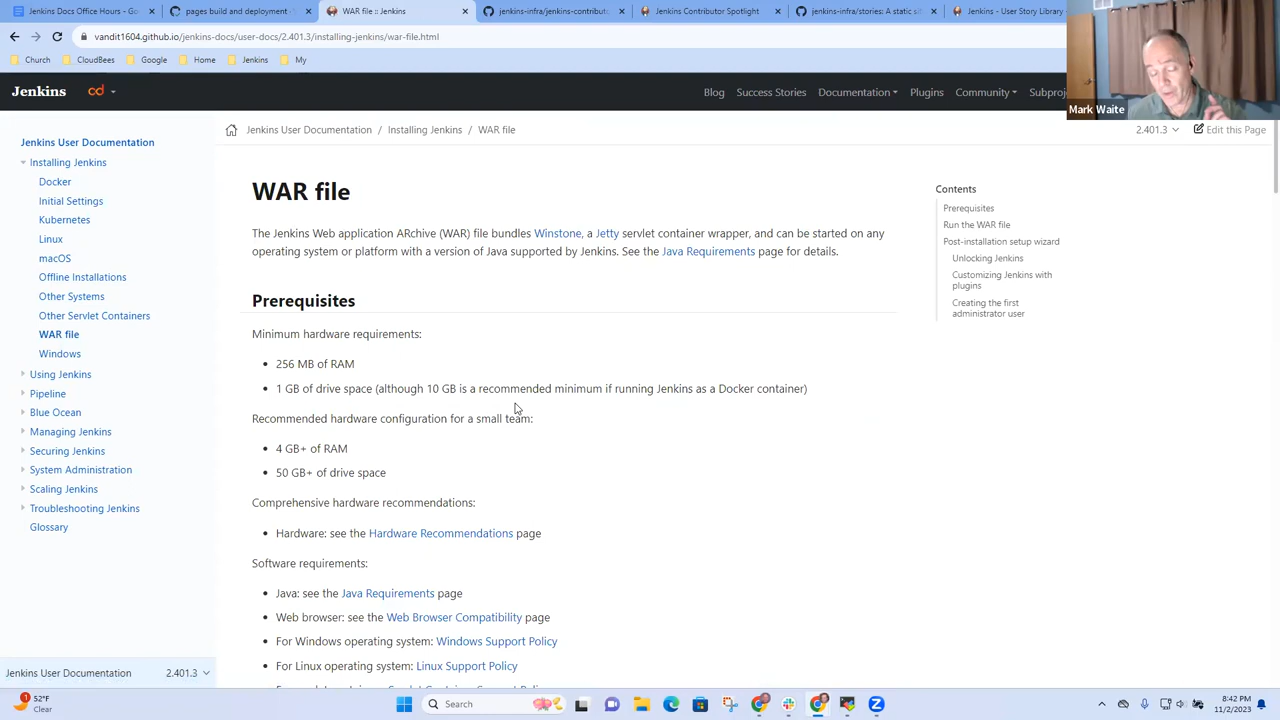 Docs Office Hours - Go
pages build and deployment
WAR file :: Jenkins
jenkins-infra/jenkins-contribut
Jenkins Contributor Spotlight
jenkins-infra/stories: A static si
Jenkins - User Story Library
vandit1604.github.io/jenkins-docs/user-docs/2.401.3/installing-jenkins/war-file.html
Church
CloudBees
Google
Home
Jenkins
My
Jenkins
cd
Blog
Success Stories
Documentation
Plugins
Community
Subproj
Mark Waite
Jenkins User Documentation / Installing Jenkins / WAR file
2.401.3
Edit this Page
Jenkins User Documentation
Installing Jenkins
Docker
Initial Settings
Kubernetes
Linux
macOS
Offline Installations
Other Systems
Other Servlet Containers
WAR file
Windows
Using Jenkins
Pipeline
Blue Ocean
Managing Jenkins
Securing Jenkins
System Administration
Scaling Jenkins
Troubleshooting Jenkins
Glossary
Jenkins User Documentation
2.401.3
WAR file
The Jenkins Web application ARchive (WAR) file bundles Winstone, a Jetty servlet container wrapper, and can be started on any
operating system or platform with a version of Java supported by Jenkins. See the Java Requirements page for details.
Prerequisites
Minimum hardware requirements:
• 256 MB of RAM
• 1 GB of drive space (although 10 GB is a recommended minimum if running Jenkins as a Docker container)
Recommended hardware configuration for a small team:
• 4 GB+ of RAM
• 50 GB+ of drive space
Comprehensive hardware recommendations:
• Hardware: see the Hardware Recommendations page
Software requirements:
• Java: see the Java Requirements page
• Web browser: see the Web Browser Compatibility page
• For Windows operating system: Windows Support Policy
• For Linux operating system: Linux Support Policy
Contents
Prerequisites
Run the WAR file
Post-installation setup wizard
Unlocking Jenkins
Customizing Jenkins with
plugins
Creating the first
administrator user
1
52°F
Clear
Search
8:42 PM
11/2/2023